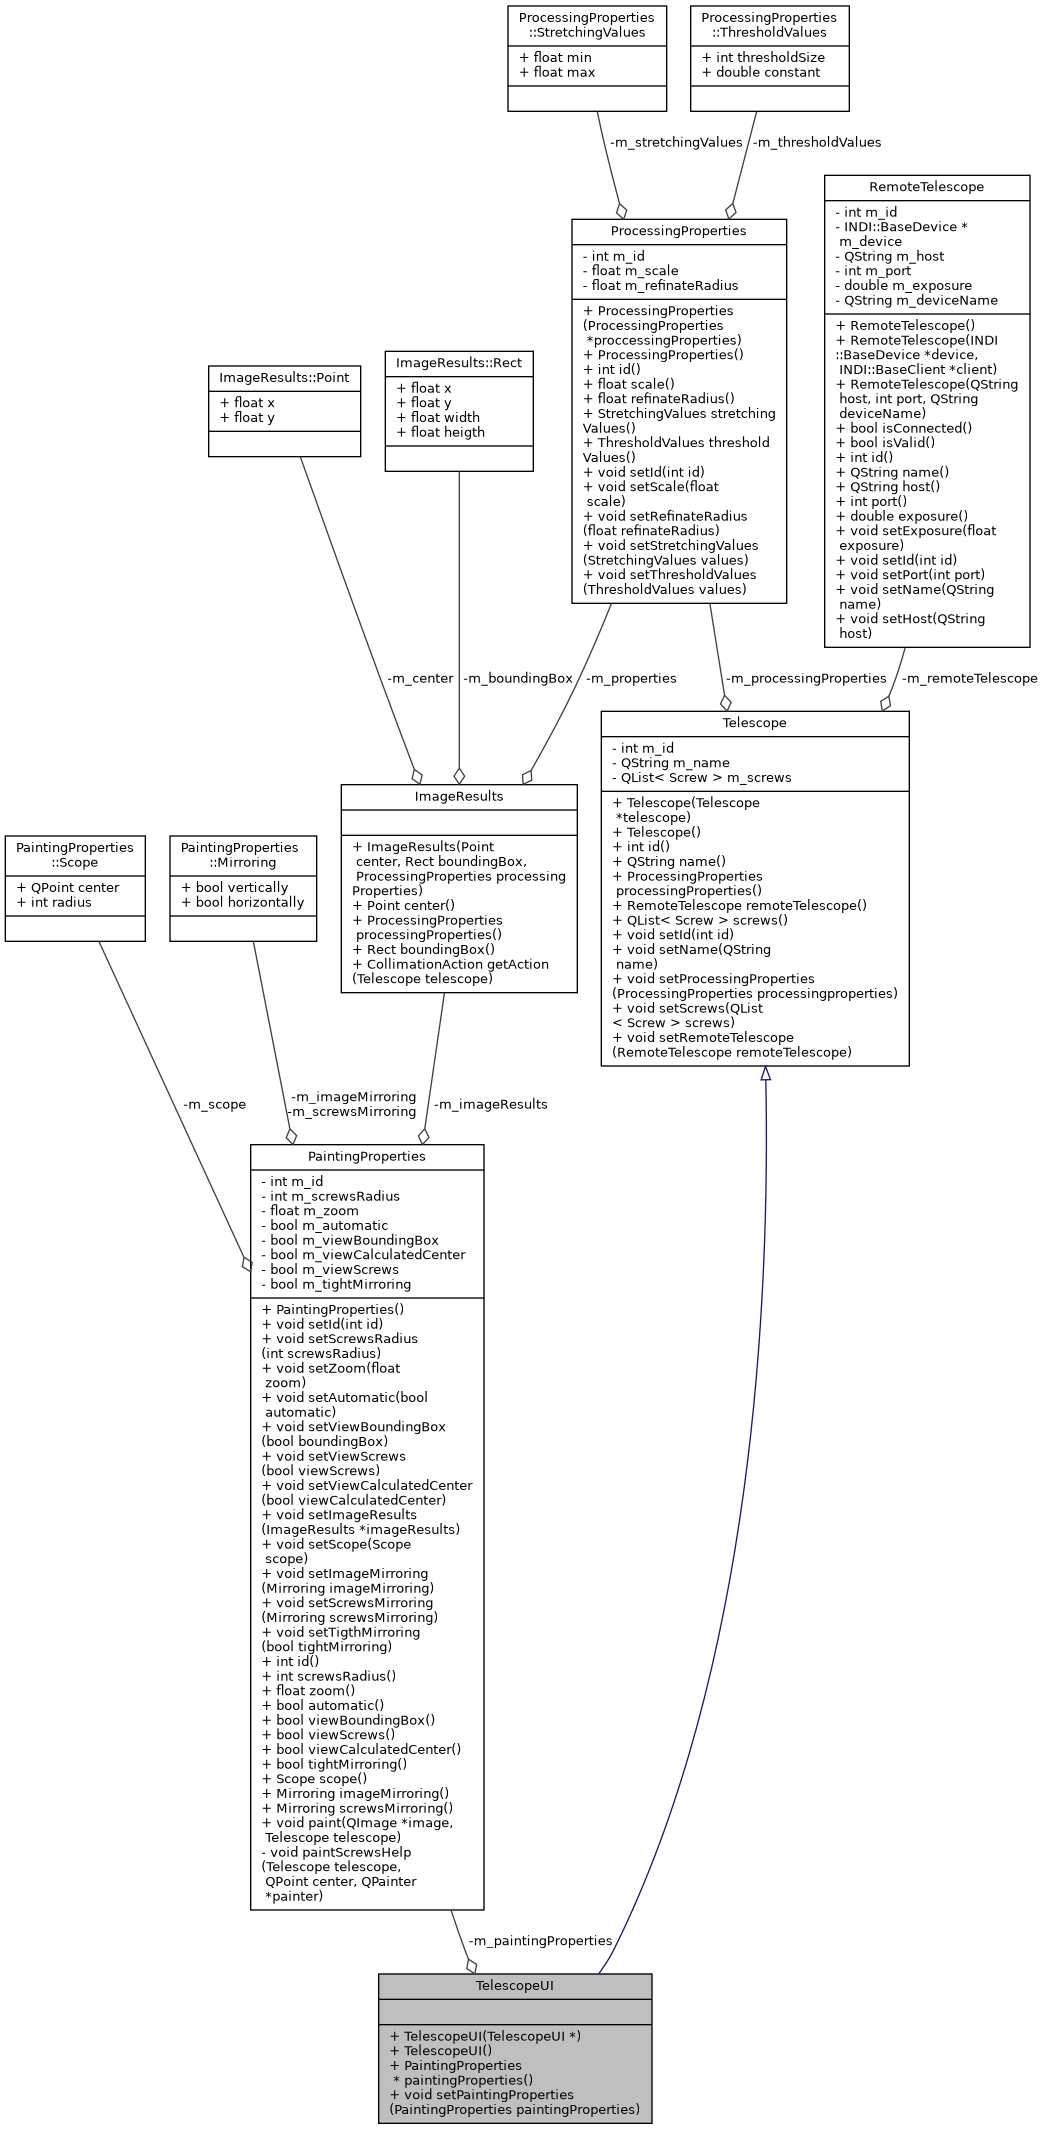 ProcessingProperties
::StretchingValues
+ float min
+ float max
ProcessingProperties
::ThresholdValues
+ int thresholdSize
+ double constant
-m_stretchingValues
-m_thresholdValues
RemoteTelescope
- int m_id
- INDI::BaseDevice *
m_device
- QString m_host
- int m_port
- double m_exposure
- QString m_deviceName
+ RemoteTelescope()
+ RemoteTelescope(INDI
::BaseDevice *device,
INDI::BaseClient *client)
+ RemoteTelescope(QString
host, int port, QString
deviceName)
+ bool isConnected()
+ bool isValid()
+ int id()
+ QString name()
+ QString host()
+ int port()
+ double exposure()
+ void setExposure(float
exposure)
+ void setId(int id)
+ void setPort(int port)
+ void setName(QString
name)
+ void setHost(QString
host)
ProcessingProperties
- int m_id
- float m_scale
- float m_refinateRadius
+ ProcessingProperties
(ProcessingProperties
*proccessingProperties)
+ ProcessingProperties()
+ int id()
+ float scale()
+ float refinateRadius()
+ StretchingValues stretching
Values()
+ ThresholdValues threshold
Values()
+ void setId(int id)
+ void setScale(float
scale)
+ void setRefinateRadius
(float refinateRadius)
+ void setStretchingValues
(StretchingValues values)
+ void setThresholdValues
(ThresholdValues values)
ImageResults::Point
+ float x
+ float y
ImageResults::Rect
+ float x
+ float y
+ float width
+ float heigth
-m_center
-m_boundingBox
-m_properties
-m_processingProperties
-m_remoteTelescope
Telescope
- int m_id
- QString m_name
- QList< Screw > m_screws
+ Telescope(Telescope
*telescope)
+ Telescope()
+ int id()
+ QString name()
+ ProcessingProperties
processingProperties()
+ RemoteTelescope remoteTelescope()
+ QList< Screw > screws()
+ void setId(int id)
+ void setName(QString
name)
+ void setProcessingProperties
(ProcessingProperties processingproperties)
+ void setScrews(QList
< Screw > screws)
+ void setRemoteTelescope
(RemoteTelescope remoteTelescope)
ImageResults
+ ImageResults(Point
center, Rect boundingBox,
ProcessingProperties processing
Properties)
+ Point center()
+ ProcessingProperties
processingProperties()
+ Rect boundingBox()
+ CollimationAction getAction
(Telescope telescope)
PaintingProperties
::Scope
+ QPoint center
+ int radius
PaintingProperties
::Mirroring
+ bool vertically
+ bool horizontally
-m_scope
-m_imageMirroring
-m_screwsMirroring
-m_imageResults
PaintingProperties
- int m_id
- int m_screwsRadius
- float m_zoom
- bool m_automatic
- bool m_viewBoundingBox
- bool m_viewCalculatedCenter
- bool m_viewScrews
- bool m_tightMirroring
+ PaintingProperties()
+ void setId(int id)
+ void setScrewsRadius
(int screwsRadius)
+ void setZoom(float
zoom)
+ void setAutomatic(bool
automatic)
+ void setViewBoundingBox
(bool boundingBox)
+ void setViewScrews
(bool viewScrews)
+ void setViewCalculatedCenter
(bool viewCalculatedCenter)
+ void setImageResults
(ImageResults *imageResults)
+ void setScope(Scope
scope)
+ void setImageMirroring
(Mirroring imageMirroring)
+ void setScrewsMirroring
(Mirroring screwsMirroring)
+ void setTigthMirroring
(bool tightMirroring)
+ int id()
+ int screwsRadius()
+ float zoom()
+ bool automatic()
+ bool viewBoundingBox()
+ bool viewScrews()
+ bool viewCalculatedCenter()
+ bool tightMirroring()
+ Scope scope()
+ Mirroring imageMirroring()
+ Mirroring screwsMirroring()
+ void paint(QImage *image,
Telescope telescope)
- void paintScrewsHelp
(Telescope telescope,
QPoint center, QPainter
*painter)
-m_paintingProperties
TelescopeUI
+ TelescopeUI(TelescopeUI *)
+ TelescopeUI()
+ PaintingProperties
* paintingProperties()
+ void setPaintingProperties
(PaintingProperties paintingProperties)